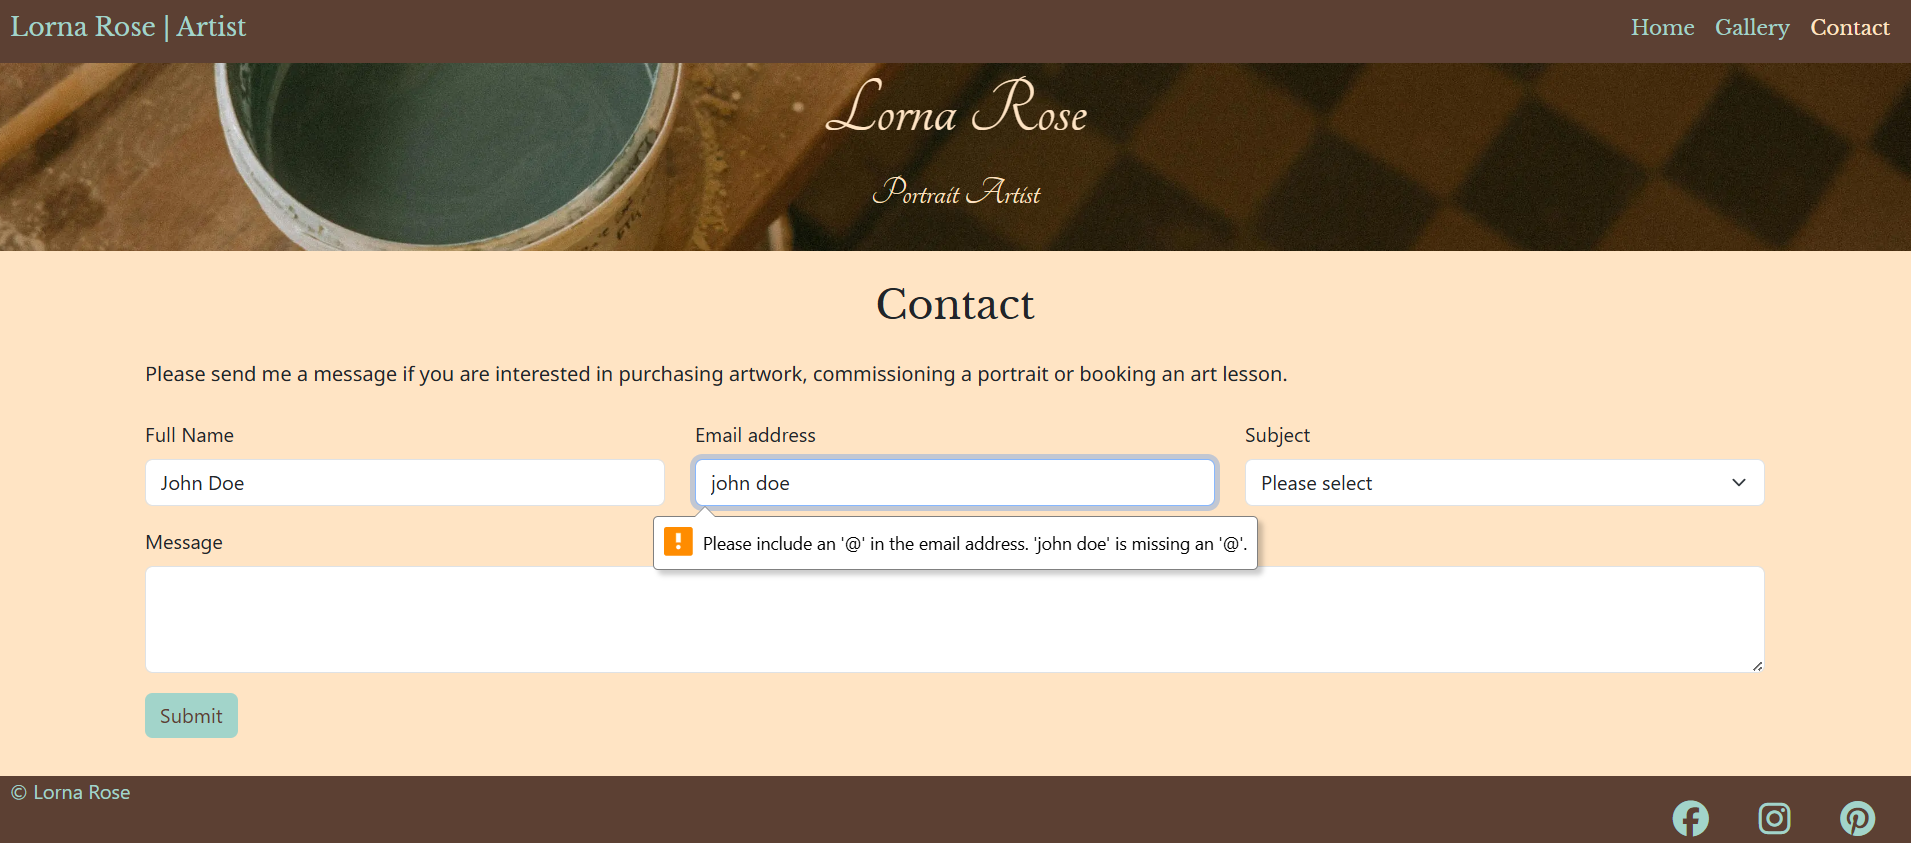 Lorna Rose | Artist
Home Gallery Contact
Lorna Rose
Portrait Artist
Contact
Please send me a message if you are interested in purchasing artwork, commissioning a portrait or booking an art lesson.
Full Name Email address Subject
John Doe john doe Please select
Please include an '@' in the email address. 'john doe' is missing an '@'.
Message
Submit
© Lorna Rose